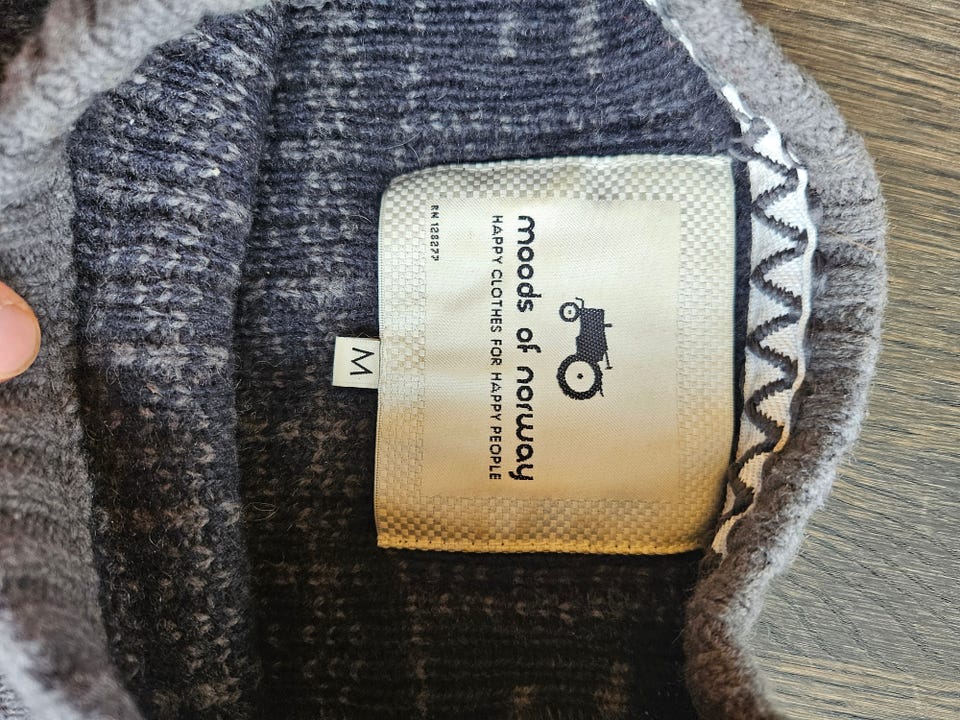 moods of norway
HAPPY CLOTHES FOR HAPPY PEOPLE
RN 128277
M